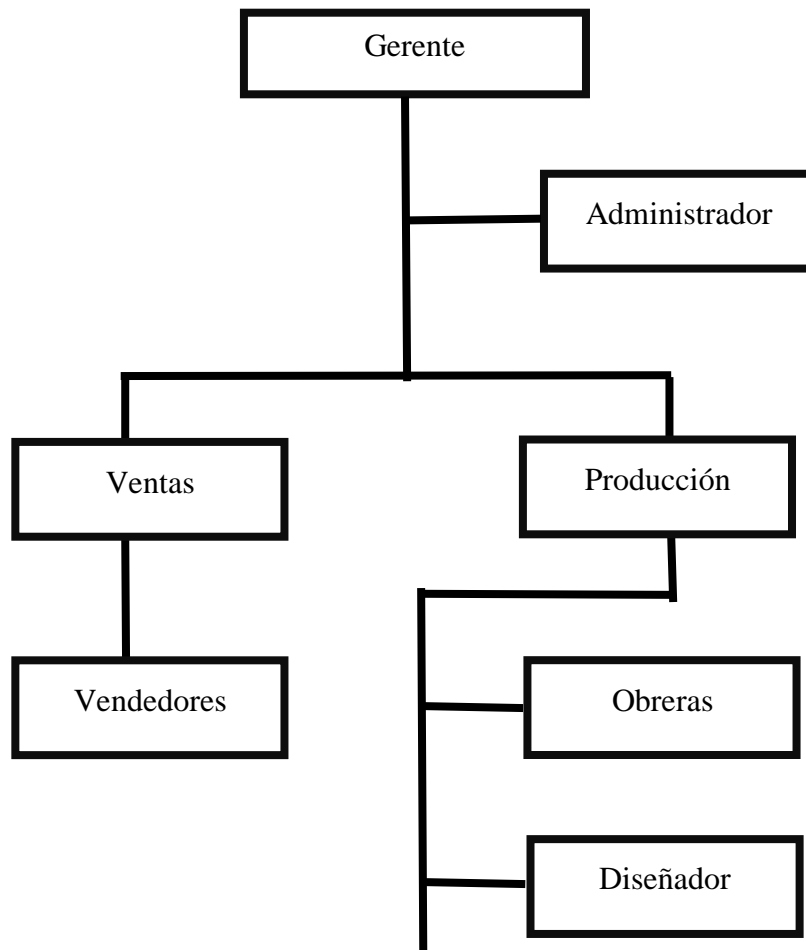 Gerente
Administrador
Ventas
Producción
Vendedores
Obreras
Diseñador